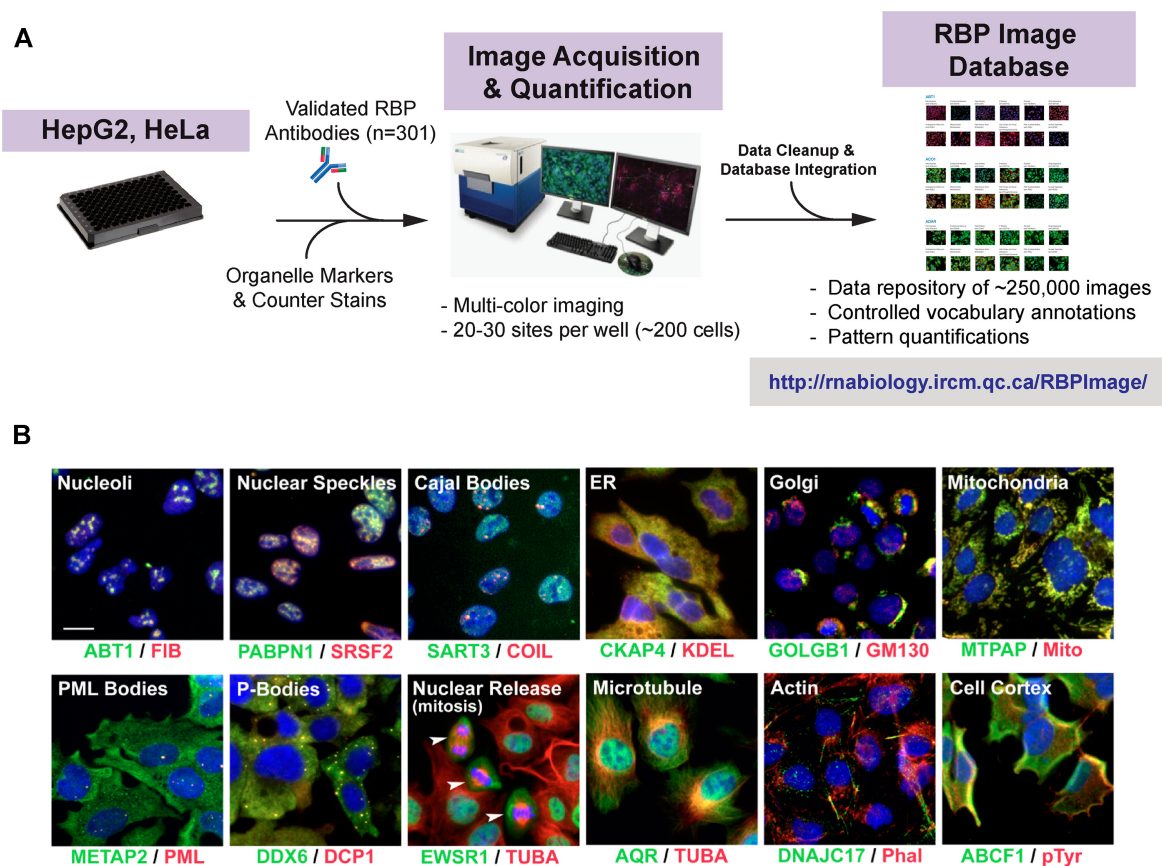 A
HepG2, HeLa
Validated RBP
Antibodies (n=301)
Organelle Markers
& Counter Stains
Image Acquisition
& Quantification
- Multi-color imaging
- 20-30 sites per well (~200 cells)
Data Cleanup &
Database Integration
RBP Image
Database
- Data repository of ~250,000 images
- Controlled vocabulary annotations
- Pattern quantifications
http://rnabiology.ircm.qc.ca/RBPImage/
B
Nucleoli
Nuclear Speckles
Cajal Bodies
ER
Golgi
Mitochondria
ABT1 / FIB
PABPN1 / SRSF2
SART3 / COIL
CKAP4 / KDEL
GOLGB1 / GM130
MTPAP / Mito
PML Bodies
P-Bodies
Nuclear Release
(mitosis)
Microtubule
Actin
Cell Cortex
METAP2 / PML
DDX6 / DCP1
EWSR1 / TUBA
AQR / TUBA
DNAJC17 / Phal
ABCF1 / pTyr